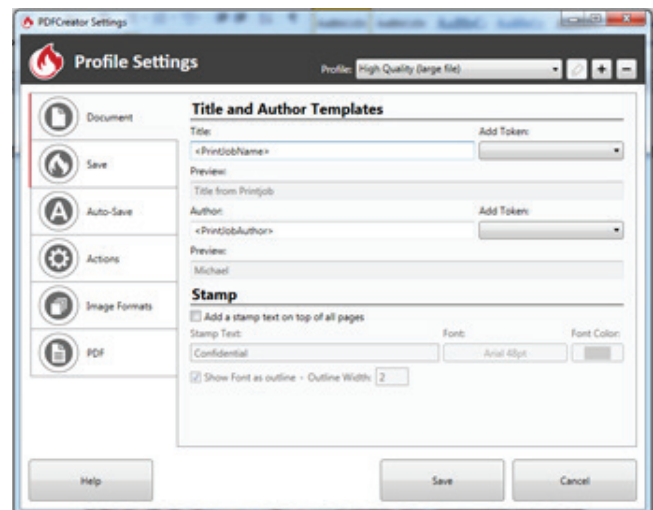 PDFCreator Settings
Profile Settings
Profile: High Quality (large file)
Document
Save
Auto-Save
Actions
Image Formats
PDF
Title and Author Templates
Title: Add Token:
<PrintJobName>
Preview:
Title from Printjob
Author: Add Token:
<PrintJobAuthor>
Preview:
Michael
Stamp
Add a stamp text on top of all pages
Stamp Text: Font: Font Color:
Confidential Arial 48pt
Show Font as outline - Outline Width: 2
Help Save Cancel